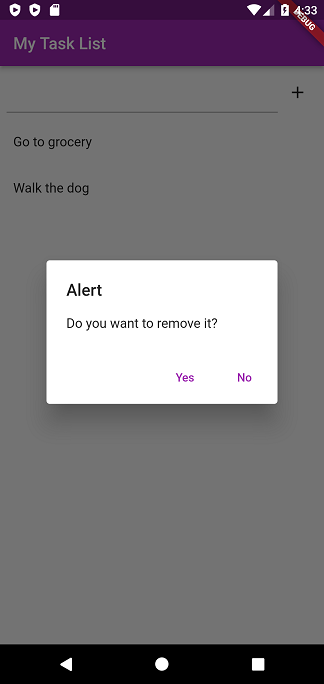 4:33
DEBUG
My Task List
+
Go to grocery
Walk the dog
Alert
Do you want to remove it?
Yes No